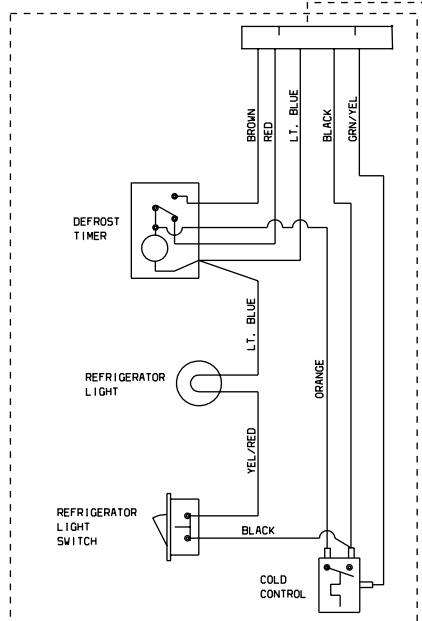 BROWN
RED
LT. BLUE
BLACK
GRN/YEL
DEFROST
TIMER
LT. BLUE
ORANGE
REFRIGERATOR
LIGHT
YEL/RED
REFRIGERATOR
LIGHT
SWITCH
BLACK
COLD
CONTROL